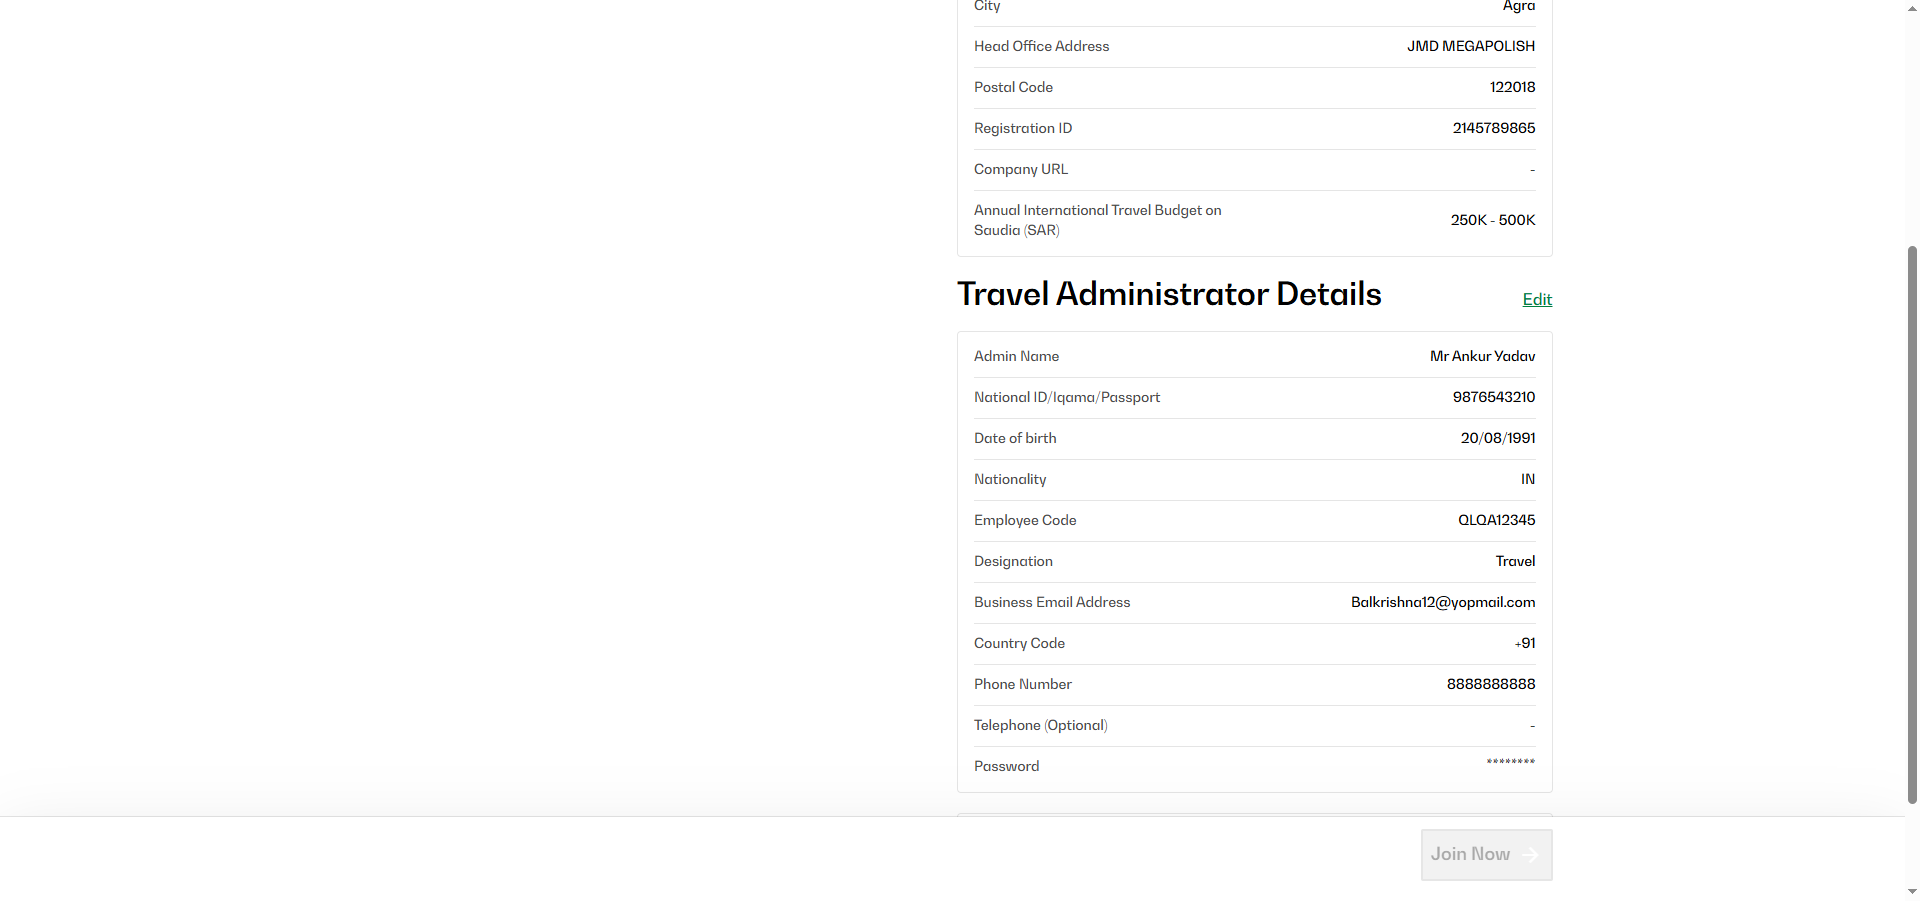 City Agra
Head Office Address JMD MEGAPOLISH
Postal Code 122018
Registration ID 2145789865
Company URL -
Annual International Travel Budget on
Saudia (SAR) 250K - 500K
Travel Administrator Details Edit
Admin Name Mr Ankur Yadav
National ID/Iqama/Passport 9876543210
Date of birth 20/08/1991
Nationality IN
Employee Code QLQA12345
Designation Travel
Business Email Address Balkrishna12@yopmail.com
Country Code +91
Phone Number 8888888888
Telephone (Optional) -
Password ********
Join Now